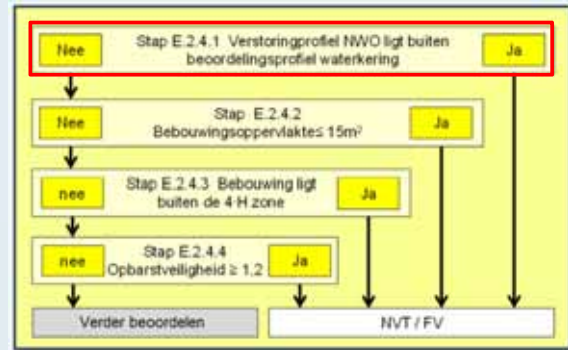 Nee Stap E.2.4.1 Verstoringprofiel NWO ligt buiten Ja
beoordelingsprofiel waterkering
Nee Stap E.2.4.2 Ja
Bebouwingsoppervlakte≤ 15m²
nee Stap E.2.4.3 Bebouwing ligt Ja
buiten de 4·H zone
nee Stap E.2.4.4 Ja
Opbarstveiligheid ≥ 1,2
Verder beoordelen NVT / FV